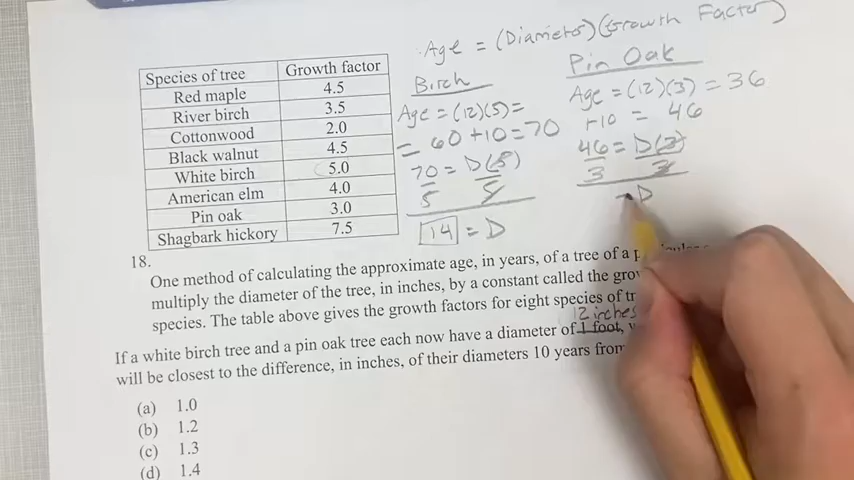 Age = (Diameter)(Growth Factor)
Species of tree Growth factor
Red maple 4.5
River birch 3.5
Cottonwood 2.0
Black walnut 4.5
White birch 5.0
American elm 4.0
Pin oak 3.0
Shagbark hickory 7.5
Birch
Age = (12)(5) =
= 60 + 10 = 70
70 = D(5)
5 5
14 = D
Pin Oak
Age = (12)(3) = 36
+10 = 46
46 = D(3)
3 3
= D
18.
One method of calculating the approximate age, in years, of a tree of a
multiply the diameter of the tree, in inches, by a constant called the
species. The table above gives the growth factors for eight species of
12 inches
If a white birch tree and a pin oak tree each now have a diameter of 1 foot,
will be closest to the difference, in inches, of their diameters 10 years
(a) 1.0
(b) 1.2
(c) 1.3
(d) 1.4